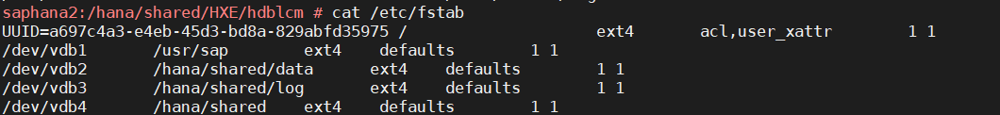 saphana2:/hana/shared/HXE/hdblcm # cat /etc/fstab
UUID=a697c4a3-e4eb-45d3-bd8a-829abfd35975 / ext4 acl,user_xattr 1 1
/dev/vdb1 /usr/sap ext4 defaults 1 1
/dev/vdb2 /hana/shared/data ext4 defaults 1 1
/dev/vdb3 /hana/shared/log ext4 defaults 1 1
/dev/vdb4 /hana/shared ext4 defaults 1 1